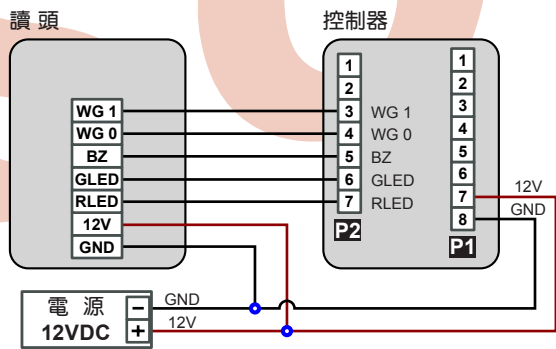 讀 頭
控制器
WG 1
WG 0
BZ
GLED
RLED
12V
GND
1
2
3 WG 1
4 WG 0
5 BZ
6 GLED
7 RLED
P2
1
2
3
4
5
6
7
8
P1
12V
GND
電 源
12VDC
−
+
GND
12V